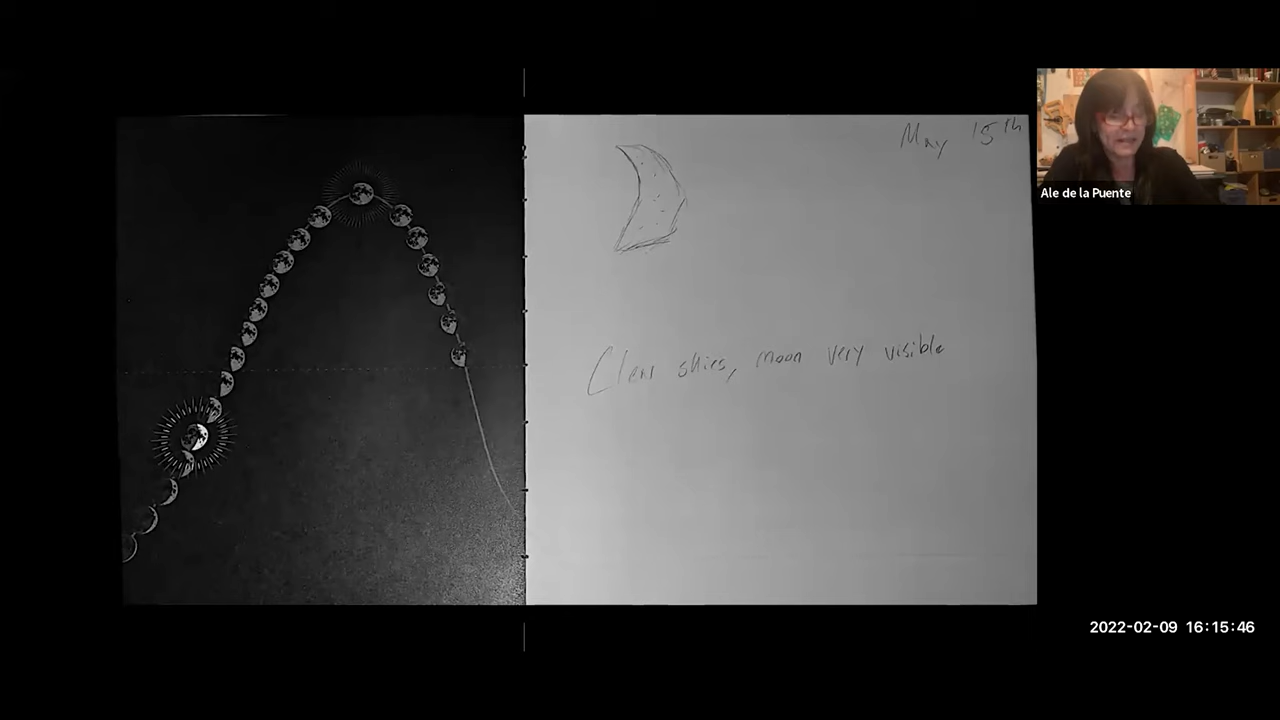 May 15th
Clear skies, moon very visible
Ale de la Puente
2022-02-09 16:15:46